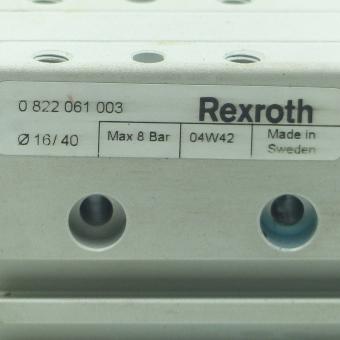 0 822 061 003 Rexroth
Ø 16/40 Max 8 Bar 04W42 Made in
Sweden